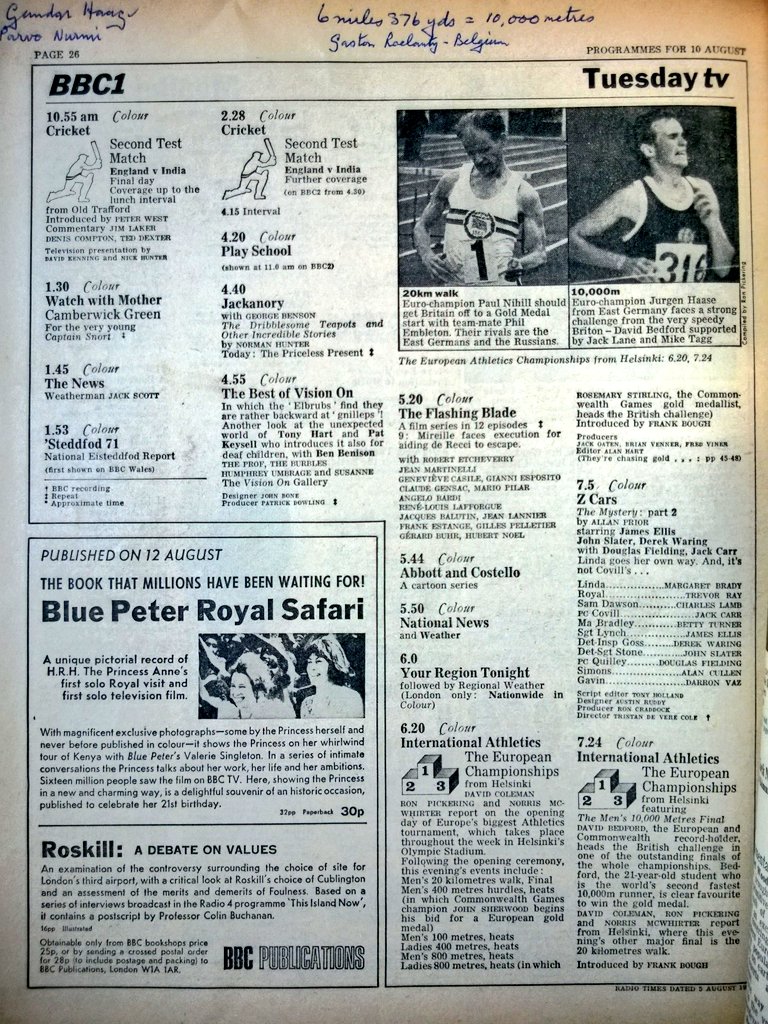 Gundar Haag
Parvo Nurmi
6 miles 376 yds = 10,000 metres
Gaston Roelants - Belgium
PAGE 26
PROGRAMMES FOR 10 AUGUST
BBC1
Tuesday tv
10.55 am Colour
Cricket
Second Test
Match
England v India
Final day
Coverage up to the
lunch interval
from Old Trafford
Introduced by PETER WEST
Commentary JIM LAKER
DENIS COMPTON, TED DEXTER
Television presentation by
DAVID KENNING and NICK HUNTER
1.30 Colour
Watch with Mother
Camberwick Green
For the very young
Captain Snort ‡
1.45 Colour
The News
Weatherman JACK SCOTT
1.53 Colour
'Steddfod 71
National Eisteddfod Report
(first shown on BBC Wales)
† BBC recording
‡ Repeat
* Approximate time
2.28 Colour
Cricket
Second Test
Match
England v India
Further coverage
(on BBC2 from 4.30)
4.15 Interval
4.20 Colour
Play School
(shown at 11.0 am on BBC2)
4.40
Jackanory
with GEORGE BENSON
The Dribblesome Teapots and
Other Incredible Stories
by NORMAN HUNTER
Today: The Priceless Present ‡
4.55 Colour
The Best of Vision On
In which the 'Elbrubs' find they
are rather backward at 'gnilleps'!
Another look at the unexpected
world of Tony Hart and Pat
Keysell who introduces it also for
deaf children, with Ben Benison
THE PROF, THE BURBLES
HUMPHREY UMBRAGE and SUSANNE
The Vision On Gallery
Designer JOHN BONE
Producer PATRICK DOWLING ‡
1
316
20km walk
Euro-champion Paul Nihill should
get Britain off to a Gold Medal
start with team-mate Phil
Embleton. Their rivals are the
East Germans and the Russians.
10,000m
Euro-champion Jurgen Haase
from East Germany faces a strong
challenge from the very speedy
Briton – David Bedford supported
by Jack Lane and Mike Tagg
Compiled by Ron Pickering
The European Athletics Championships from Helsinki: 6.20, 7.24
5.20 Colour
The Flashing Blade
A film series in 12 episodes ‡
9: Mireille faces execution for
aiding de Recci to escape.
with ROBERT ETCHEVERRY
JEAN MARTINELLI
GENEVIÈVE CASILE, GIANNI ESPOSITO
CLAUDE GENSAC, MARIO PILAR
ANGELO BARDI
RENÉ-LOUIS LAFFORGUE
JACQUES BALUTIN, JEAN LANNIER
FRANK ESTANGE, GILLES PELLETIER
GÉRARD BUHR, HUBERT NOEL
5.44 Colour
Abbott and Costello
A cartoon series
5.50 Colour
National News
and Weather
6.0
Your Region Tonight
followed by Regional Weather
(London only: Nationwide in
Colour)
6.20 Colour
International Athletics
1
2 3
The European
Championships
from Helsinki
DAVID COLEMAN
RON PICKERING and NORRIS MC-
WHIRTER report on the opening
day of Europe's biggest Athletics
tournament, which takes place
throughout the week in Helsinki's
Olympic Stadium.
Following the opening ceremony,
this evening's events include:
Men's 20 kilometres walk, Final
Men's 400 metres hurdles, heats
(in which Commonwealth Games
champion JOHN SHERWOOD begins
his bid for a European gold
medal)
Men's 100 metres, heats
Ladies 400 metres, heats
Men's 800 metres, heats
Ladies 800 metres, heats (in which
ROSEMARY STIRLING, the Common-
wealth Games gold medallist,
heads the British challenge)
Introduced by FRANK BOUGH
Producers
JACK OATEN, BRIAN VENNER, FRED VINER
Editor ALAN HART
(They're chasing gold . . . : pp 45-48)
7.5 Colour
Z Cars
The Mystery: part 2
by ALLAN PRIOR
starring James Ellis
John Slater, Derek Waring
with Douglas Fielding, Jack Carr
Linda goes her own way. And, it's
not Covill's . . .
Linda..........MARGARET BRADY
Royal..........TREVOR RAY
Sam Dawson..........CHARLES LAMB
PC Covill..........JACK CARR
Ma Bradley..........BETTY TURNER
Sgt Lynch..........JAMES ELLIS
Det-Insp Goss..........DEREK WARING
Det-Sgt Stone..........JOHN SLATER
PC Quilley..........DOUGLAS FIELDING
Simons..........ALAN CULLEN
Gavin..........DARRON VAZ
Script editor TONY HOLLAND
Designer AUSTIN RUDDY
Producer RON CRADDOCK
Director TRISTAN DE VERE COLE †
7.24 Colour
International Athletics
1
2 3
The European
Championships
from Helsinki
featuring
The Men's 10,000 Metres Final
DAVID BEDFORD, the European and
Commonwealth record-holder,
heads the British challenge in
one of the outstanding finals of
the whole championships. Bed-
ford, the 21-year-old student who
is the world's second fastest
10,000m runner, is clear favourite
to win the gold medal.
DAVID COLEMAN, RON PICKERING
and NORRIS MCWHIRTER report
from Helsinki, where this eve-
ning's other major final is the
20 kilometres walk.
Introduced by FRANK BOUGH
PUBLISHED ON 12 AUGUST
THE BOOK THAT MILLIONS HAVE BEEN WAITING FOR!
Blue Peter Royal Safari
A unique pictorial record of
H.R.H. The Princess Anne's
first solo Royal visit and
first solo television film.
With magnificent exclusive photographs—some by the Princess herself and
never before published in colour—it shows the Princess on her whirlwind
tour of Kenya with Blue Peter's Valerie Singleton. In a series of intimate
conversations the Princess talks about her work, her life and her ambitions.
Sixteen million people saw the film on BBC TV. Here, showing the Princess
in a new and charming way, is a delightful souvenir of an historic occasion,
published to celebrate her 21st birthday.
32pp Paperback 30p
Roskill: A DEBATE ON VALUES
An examination of the controversy surrounding the choice of site for
London's third airport, with a critical look at Roskill's choice of Cublington
and an assessment of the merits and demerits of Foulness. Based on a
series of interviews broadcast in the Radio 4 programme 'This Island Now',
it contains a postscript by Professor Colin Buchanan.
16pp Illustrated
Obtainable only from BBC bookshops price
25p, or by sending a crossed postal order
for 28p (to include postage and packing) to
BBC Publications, London W1A 1AR.
BBC PUBLICATIONS
RADIO TIMES DATED 5 AUGUST 19